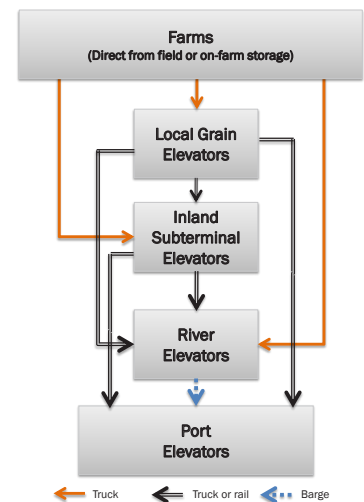 Farms
(Direct from field or on-farm storage)
Local Grain
Elevators
Inland
Subterminal
Elevators
River
Elevators
Port
Elevators
Truck
Truck or rail
Barge